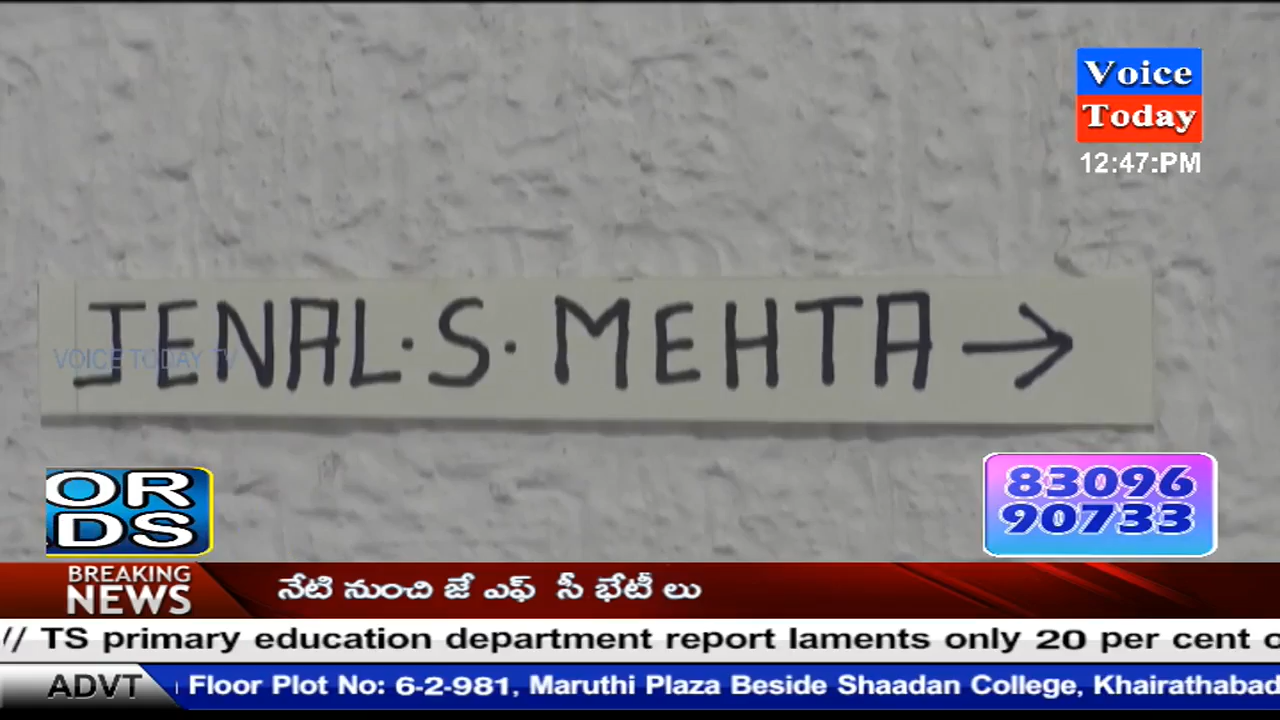 Voice
Today
12:47:PM
JENAL·S·MEHTA →
VOICE TODAY TV
OR
DS
83096
90733
BREAKING
NEWS
నేటి నుంచి జే ఎఫ్ సీ భేటీ లు
// TS primary education department report laments only 20 per cent
ADVT
Floor Plot No: 6-2-981, Maruthi Plaza Beside Shaadan College, Khairathabad